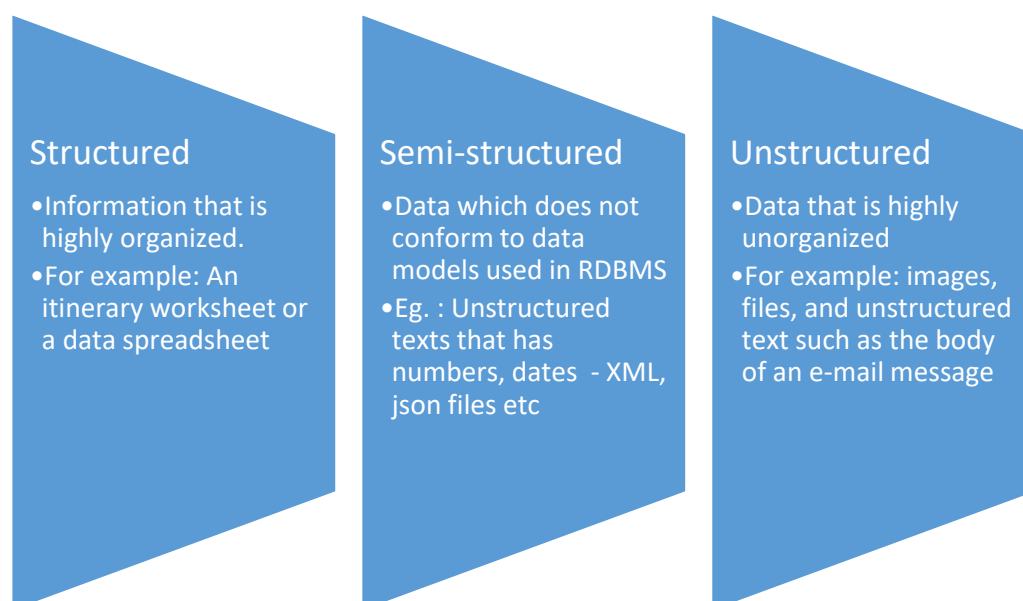 Structured
•Information that is
highly organized.
•For example: An
itinerary worksheet or
a data spreadsheet
Semi-structured
•Data which does not
conform to data
models used in RDBMS
•Eg. : Unstructured
texts that has
numbers, dates - XML,
json files etc
Unstructured
•Data that is highly
unorganized
•For example: images,
files, and unstructured
text such as the body
of an e-mail message